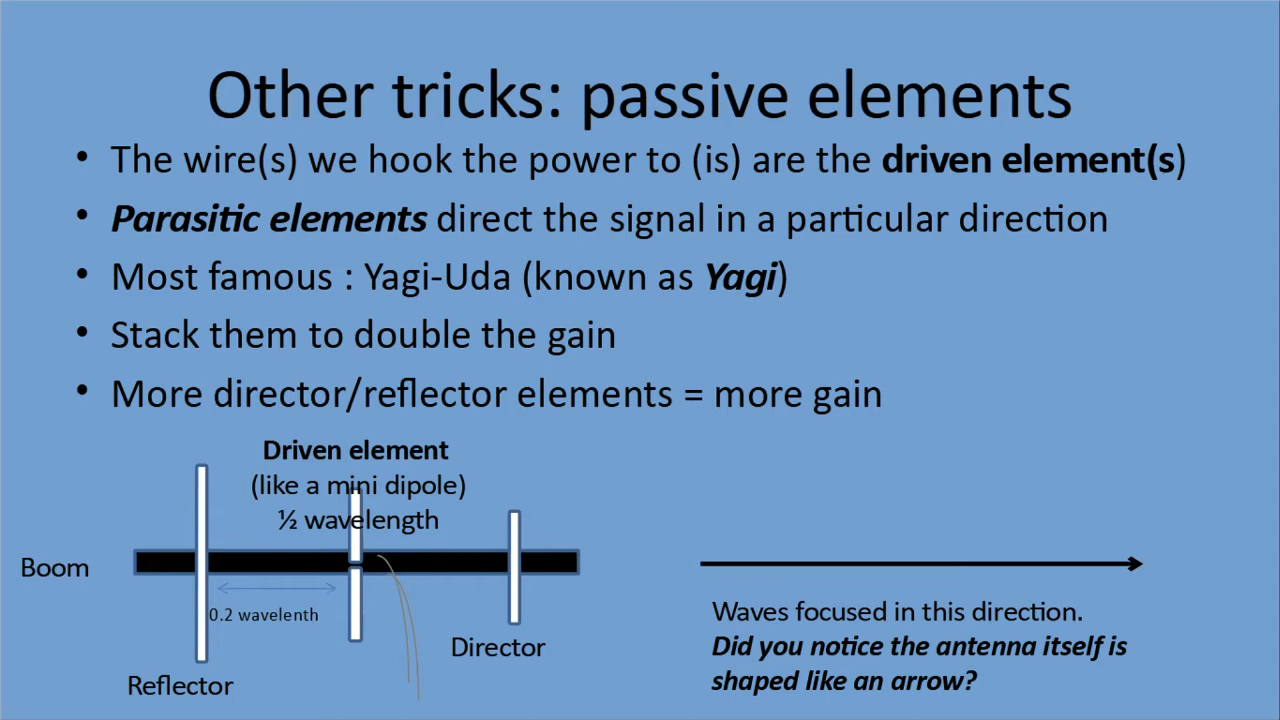 Other tricks: passive elements
• The wire(s) we hook the power to (is) are the driven element(s)
• Parasitic elements direct the signal in a particular direction
• Most famous : Yagi-Uda (known as Yagi)
• Stack them to double the gain
• More director/reflector elements = more gain
Driven element
(like a mini dipole)
½ wavelength
Boom
0.2 wavelenth
Director
Reflector
Waves focused in this direction.
Did you notice the antenna itself is
shaped like an arrow?